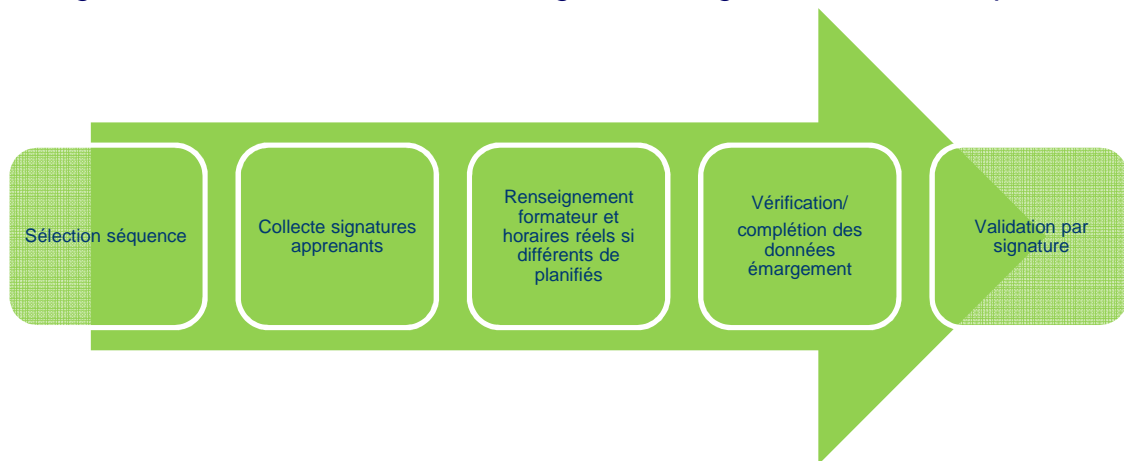 Sélection séquence
Collecte signatures
apprenants
Renseignement
formateur et
horaires réels si
différents de
planifiés
Vérification/
complétion des
données
émargement
Validation par
signature